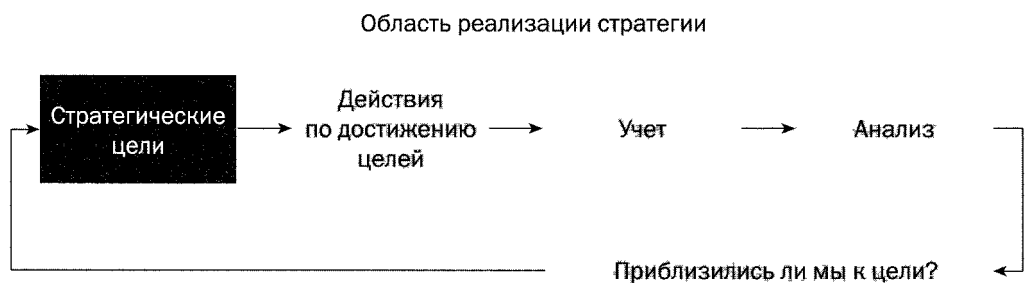 Область реализации стратегии
Стратегические
цели
Действия
по достижению
целей
Учет
Анализ
Приблизились ли мы к цели?